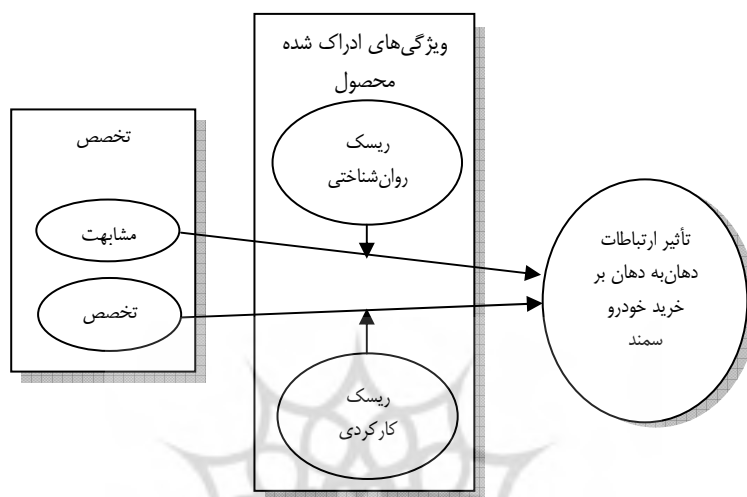 ویژگی‌های ادراک شده
محصول
تخصص
ریسک
روان‌شناختی
مشابهت
تخصص
تأثیر ارتباطات
دهان‌به دهان بر
خرید خودرو
سمند
ریسک
کارکردی